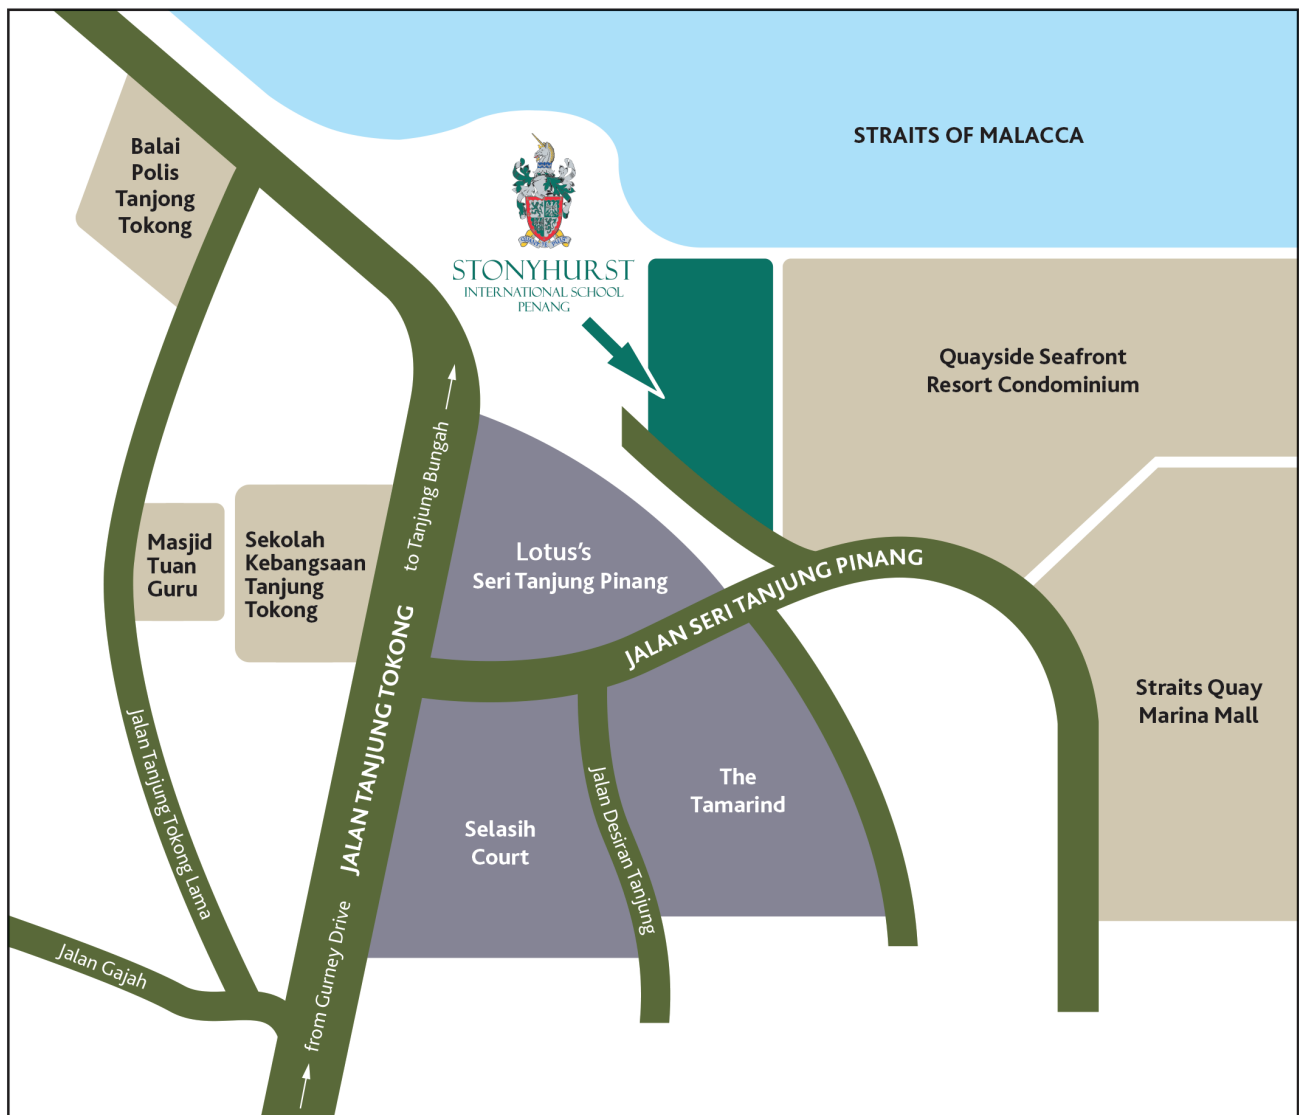 STRAITS OF MALACCA
Balai
Polis
Tanjong
Tokong
STONYHURST
INTERNATIONAL SCHOOL
PENANG
Quayside Seafront
Resort Condominium
to Tanjung Bungah
Masjid
Tuan
Guru
Sekolah
Kebangsaan
Tanjung
Tokong
Lotus's
Seri Tanjung Pinang
JALAN SERI TANJUNG PINANG
JALAN TANJUNG TOKONG
Straits Quay
Marina Mall
Jalan Tanjung Tokong Lama
The
Tamarind
Jalan Desiran Tanjung
Selasih
Court
from Gurney Drive
Jalan Gajah